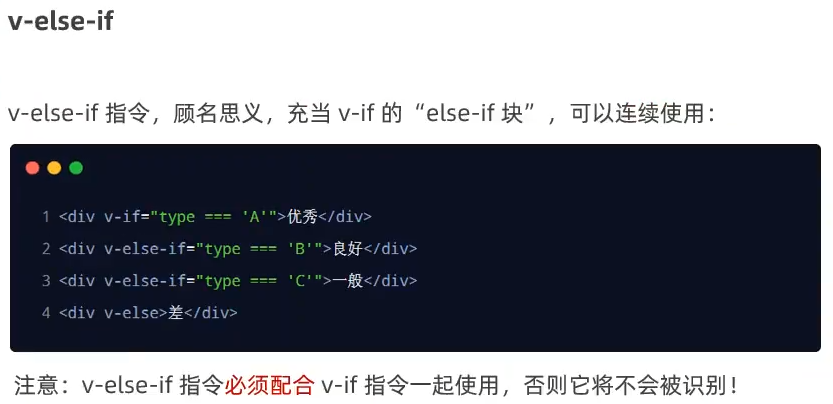 v-else-if
v-else-if 指令，顾名思义，充当 v-if 的“else-if 块”，可以连续使用：
1 <div v-if="type === 'A'">优秀</div>
2 <div v-else-if="type === 'B'">良好</div>
3 <div v-else-if="type === 'C'">一般</div>
4 <div v-else>差</div>
注意：v-else-if 指令必须配合 v-if 指令一起使用，否则它将不会被识别！